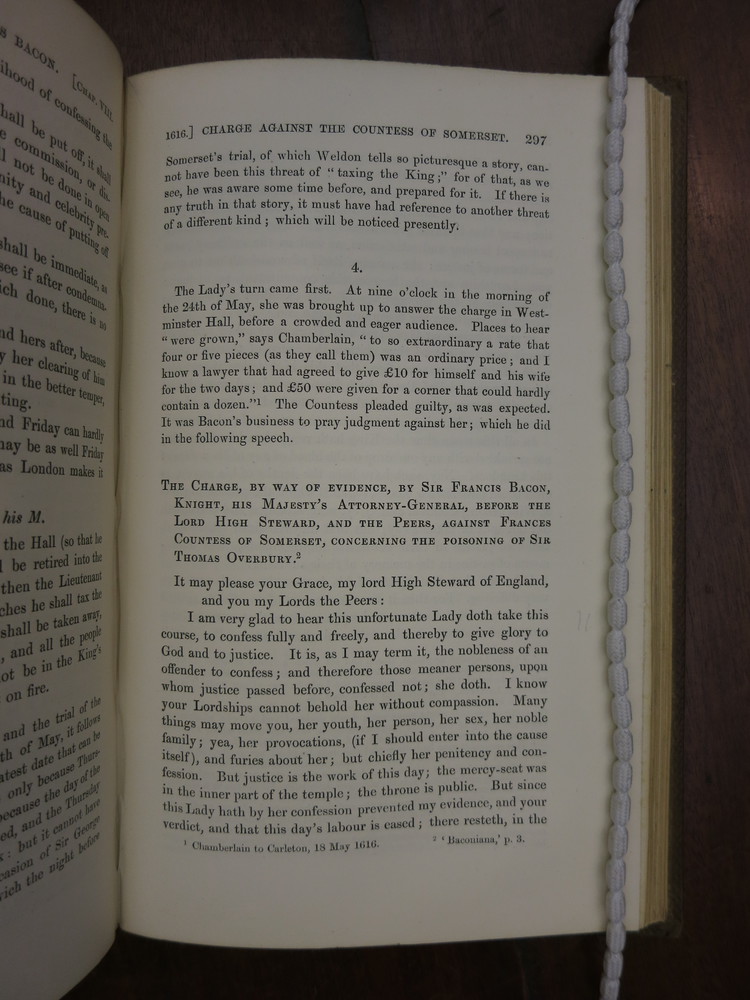 S BACON. [CHAP. VIII.
ihood of confessing the
hall be put off, it shall
e commission, or dis-
l not be done in open
nity and celebrity pre-
he cause of putting off
shall be immediate, as
see if after condemna-
ich done, there is no
nd hers after, because
y her clearing of him
in the better temper,
ting.
nd Friday can hardly
may be as well Friday
as London makes it
his M.
the Hall (so that he
l be retired into the
then the Lieutenant
ches he shall tax the
shall be taken away,
, and all the people
ot be in the King's
on fire.
and the trial of the
th of May, it follows
atest date that can be
only because Thurs-
because the day of the
ed, and the Thursday
x: but it cannot have
casion of Sir George
vich the night before
1616.] CHARGE AGAINST THE COUNTESS OF SOMERSET. 297
Somerset's trial, of which Weldon tells so picturesque a story, can-
not have been this threat of "taxing the King;" for of that, as we
see, he was aware some time before, and prepared for it. If there is
any truth in that story, it must have had reference to another threat
of a different kind; which will be noticed presently.
4.
The Lady's turn came first. At nine o'clock in the morning of
the 24th of May, she was brought up to answer the charge in West-
minster Hall, before a crowded and eager audience. Places to hear
"were grown," says Chamberlain, "to so extraordinary a rate that
four or five pieces (as they call them) was an ordinary price; and I
know a lawyer that had agreed to give £10 for himself and his wife
for the two days; and £50 were given for a corner that could hardly
contain a dozen."1 The Countess pleaded guilty, as was expected.
It was Bacon's business to pray judgment against her; which he did
in the following speech.
THE CHARGE, BY WAY OF EVIDENCE, BY SIR FRANCIS BACON,
KNIGHT, HIS MAJESTY'S ATTORNEY-GENERAL, BEFORE THE
LORD HIGH STEWARD, AND THE PEERS, AGAINST FRANCES
COUNTESS OF SOMERSET, CONCERNING THE POISONING OF SIR
THOMAS OVERBURY.2
It may please your Grace, my lord High Steward of England,
and you my Lords the Peers:
I am very glad to hear this unfortunate Lady doth take this
course, to confess fully and freely, and thereby to give glory to
God and to justice. It is, as I may term it, the nobleness of an
offender to confess; and therefore those meaner persons, upon
whom justice passed before, confessed not; she doth. I know
your Lordships cannot behold her without compassion. Many
things may move you, her youth, her person, her sex, her noble
family; yea, her provocations, (if I should enter into the cause
itself), and furies about her; but chiefly her penitency and con-
fession. But justice is the work of this day; the mercy-seat was
in the inner part of the temple; the throne is public. But since
this Lady hath by her confession prevented my evidence, and your
verdict, and that this day's labour is eased; there resteth, in the
1 Chamberlain to Carleton, 18 May 1616. 2 'Baconiana,' p. 3.